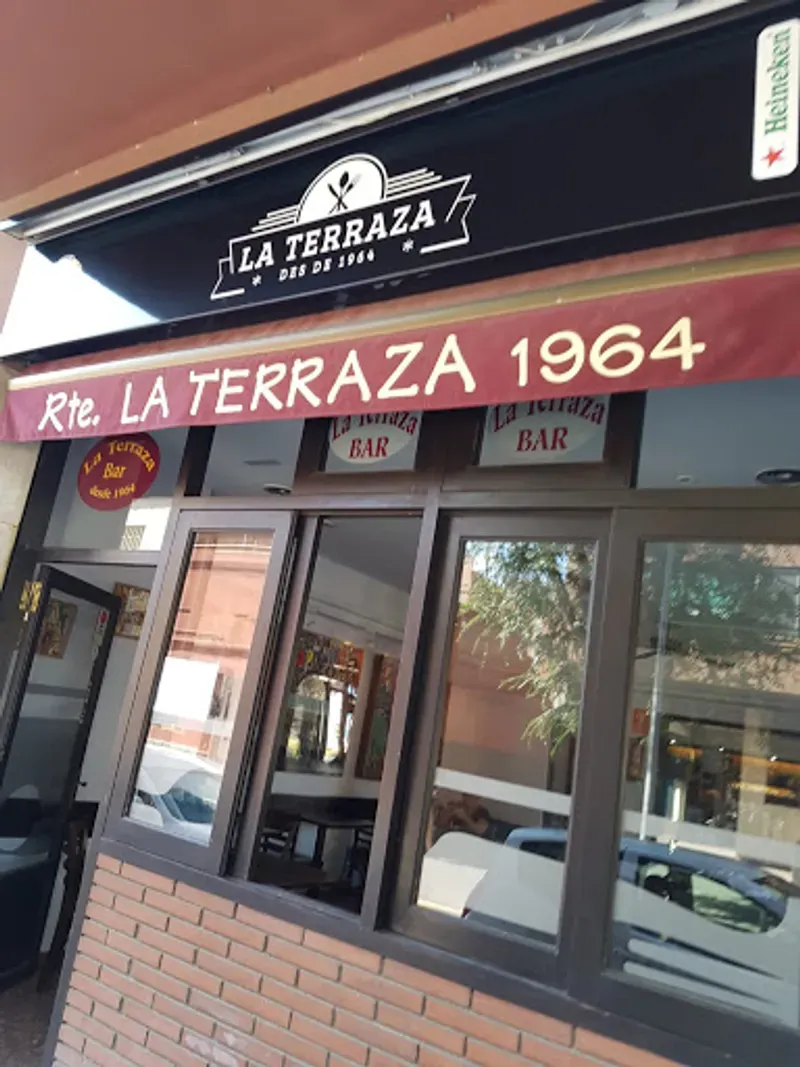 Heineken
LA TERRAZA
* DES DE 1964 *
Rte. LA TERRAZA 1964
La Terraza
BAR
La Terraza
BAR
La Terraza
Bar
desde 1964